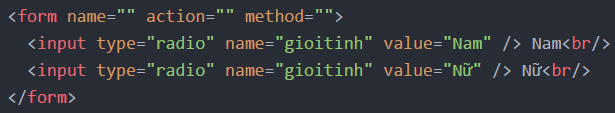 <form name="" action="" method="">
<input type="radio" name="gioitinh" value="Nam" /> Nam<br/>
<input type="radio" name="gioitinh" value="Nữ" /> Nữ<br/>
</form>